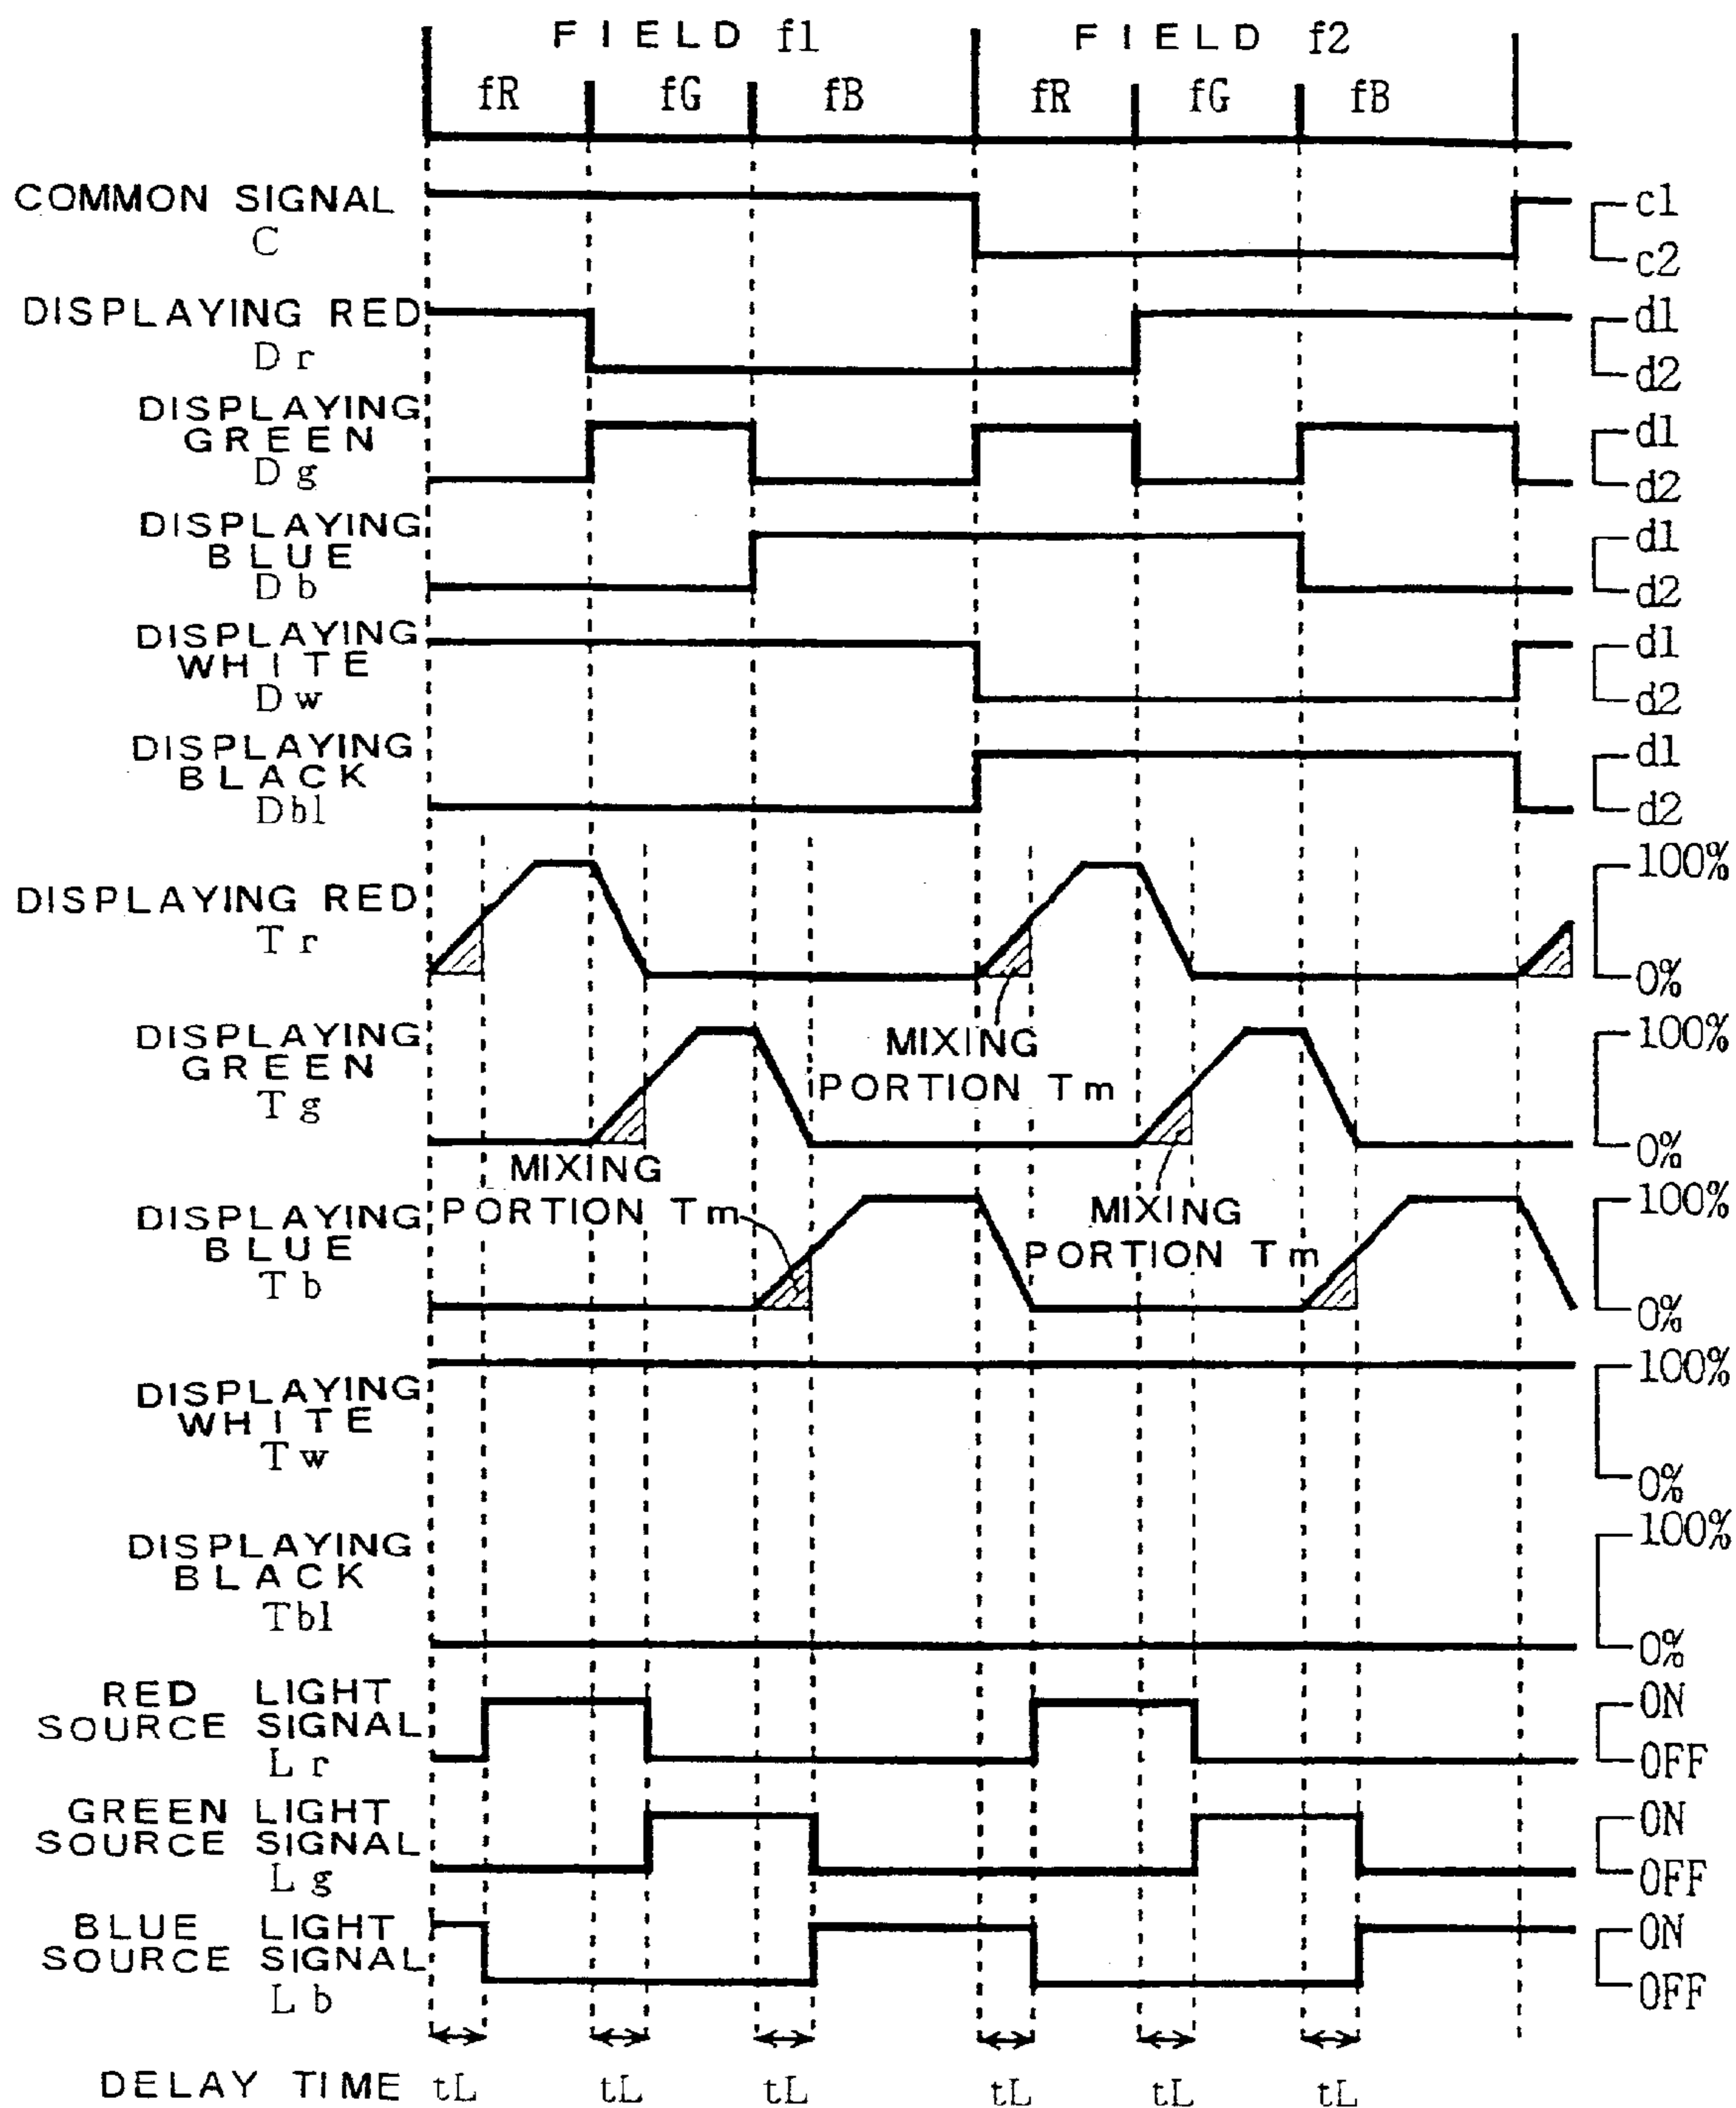 FIELD f1 FIELD f2
fR fG fB fR fG fB
COMMON SIGNAL
C
c1
c2
DISPLAYING RED
Dr
d1
d2
DISPLAYING
GREEN
Dg
d1
d2
DISPLAYING
BLUE
Db
d1
d2
DISPLAYING
WHITE
Dw
d1
d2
DISPLAYING
BLACK
Dbl
d1
d2
DISPLAYING RED
Tr
100%
0%
MIXING
PORTION Tm
DISPLAYING
GREEN
Tg
100%
0%
MIXING
PORTION Tm
MIXING
PORTION Tm
DISPLAYING
BLUE
Tb
100%
0%
DISPLAYING
WHITE
Tw
100%
0%
DISPLAYING
BLACK
Tbl
100%
0%
RED LIGHT
SOURCE SIGNAL
Lr
ON
OFF
GREEN LIGHT
SOURCE SIGNAL
Lg
ON
OFF
BLUE LIGHT
SOURCE SIGNAL
Lb
ON
OFF
DELAY TIME tL tL tL tL tL tL